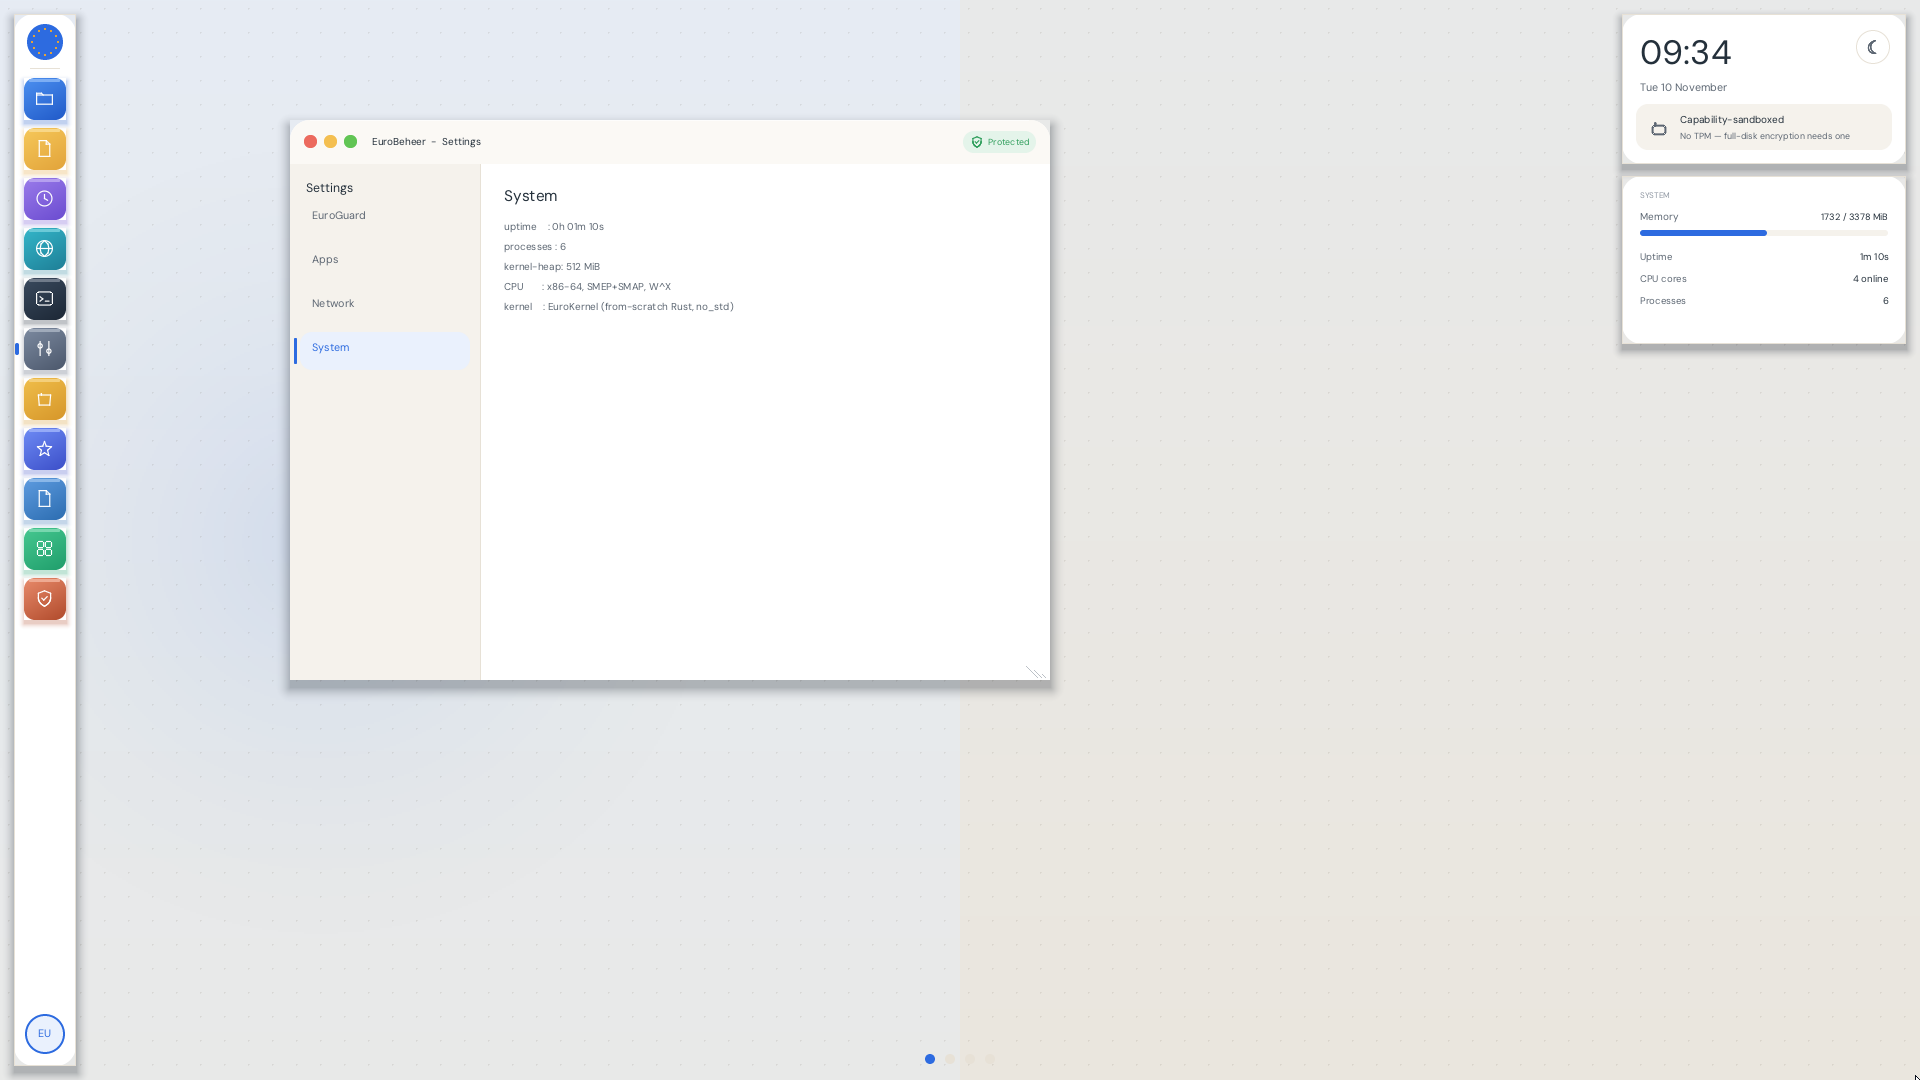 09:34
Tue 10 November
Capability-sandboxed
No TPM — full-disk encryption needs one
SYSTEM
Memory 1732 / 3378 MiB
Uptime 1m 10s
CPU cores 4 online
Processes 6
EuroBeheer - Settings
Protected
Settings
EuroGuard
Apps
Network
System
System
uptime : 0h 01m 10s
processes : 6
kernel-heap: 512 MiB
CPU : x86-64, SMEP+SMAP, W^X
kernel : EuroKernel (from-scratch Rust, no_std)
EU